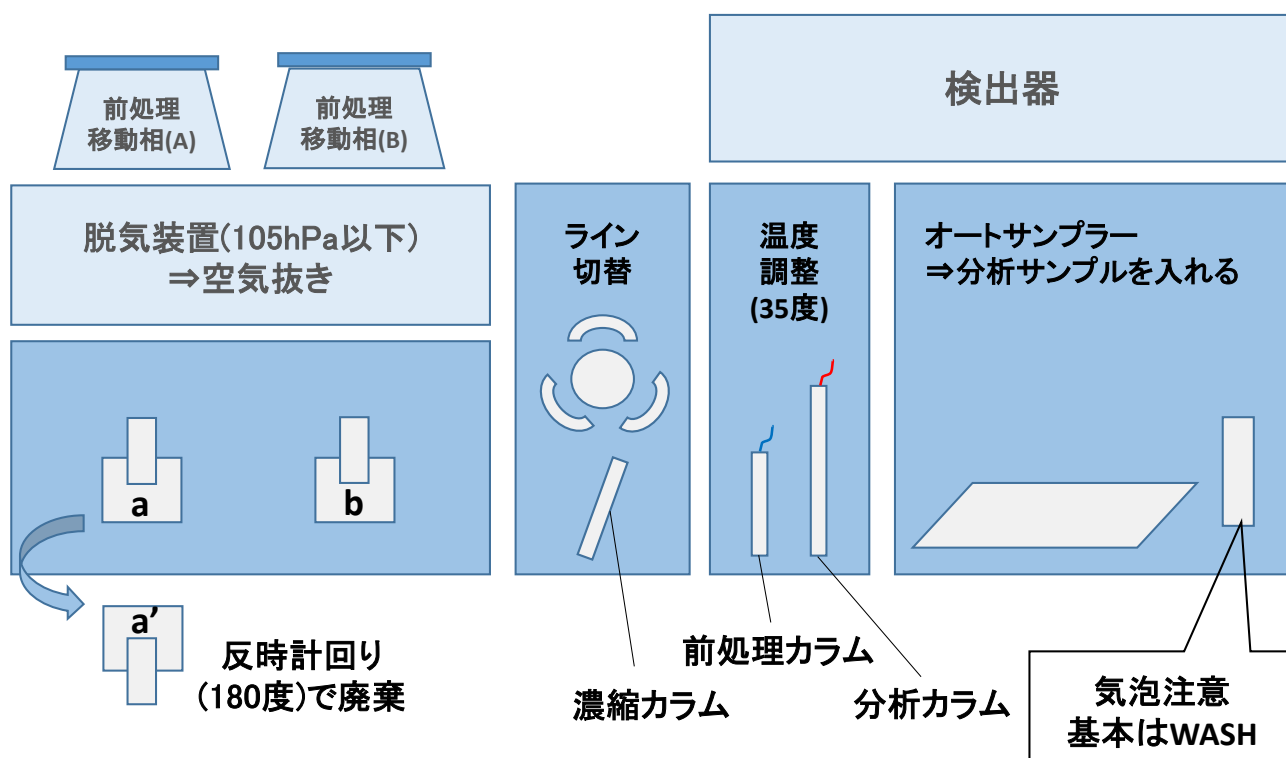 前処理
移動相(A)
前処理
移動相(B)
検出器
脱気装置(105hPa以下)
⇒空気抜き
ライン
切替
温度
調整
(35度)
オートサンプラー
⇒分析サンプルを入れる
a
b
a’
反時計回り
(180度)で廃棄
濃縮カラム
前処理カラム
分析カラム
気泡注意
基本はWASH